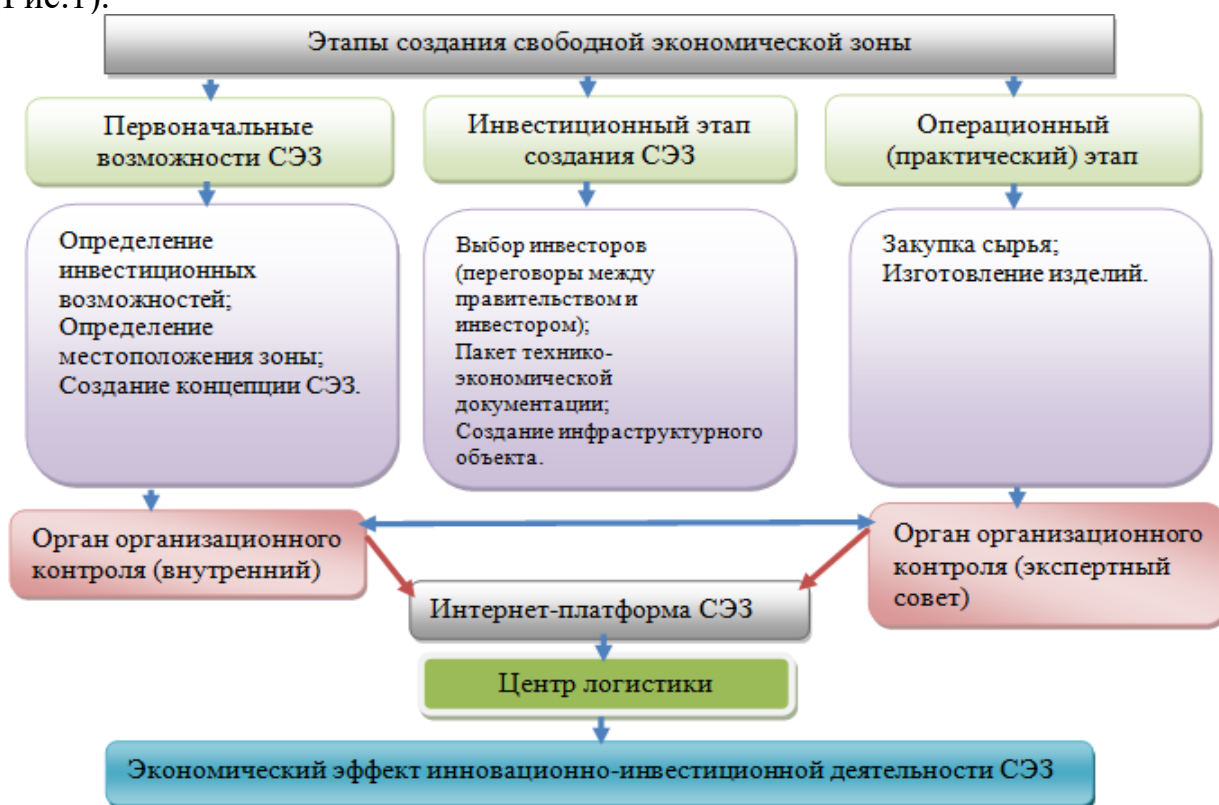 Рис.1).
Этапы создания свободной экономической зоны
Первоначальные
возможности СЭЗ
Инвестиционный этап
создания СЭЗ
Операционный
(практический) этап
Определение
инвестиционных
возможностей;
Определение
местоположения зоны;
Создание концепции СЭЗ.
Выбор инвесторов
(переговоры между
правительством и
инвестором);
Пакет технико-
экономической
документации;
Создание инфраструктурного
объекта.
Закупка сырья;
Изготовление изделий.
Орган организационного
контроля (внутренний)
Орган организационного
контроля (экспертный
совет)
Интернет-платформа СЭЗ
Центр логистики
Экономический эффект инновационно-инвестиционной деятельности СЭЗ